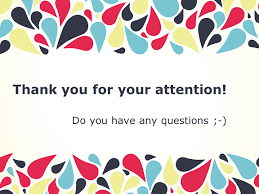 Thank you for your attention!
Do you have any questions ;-)